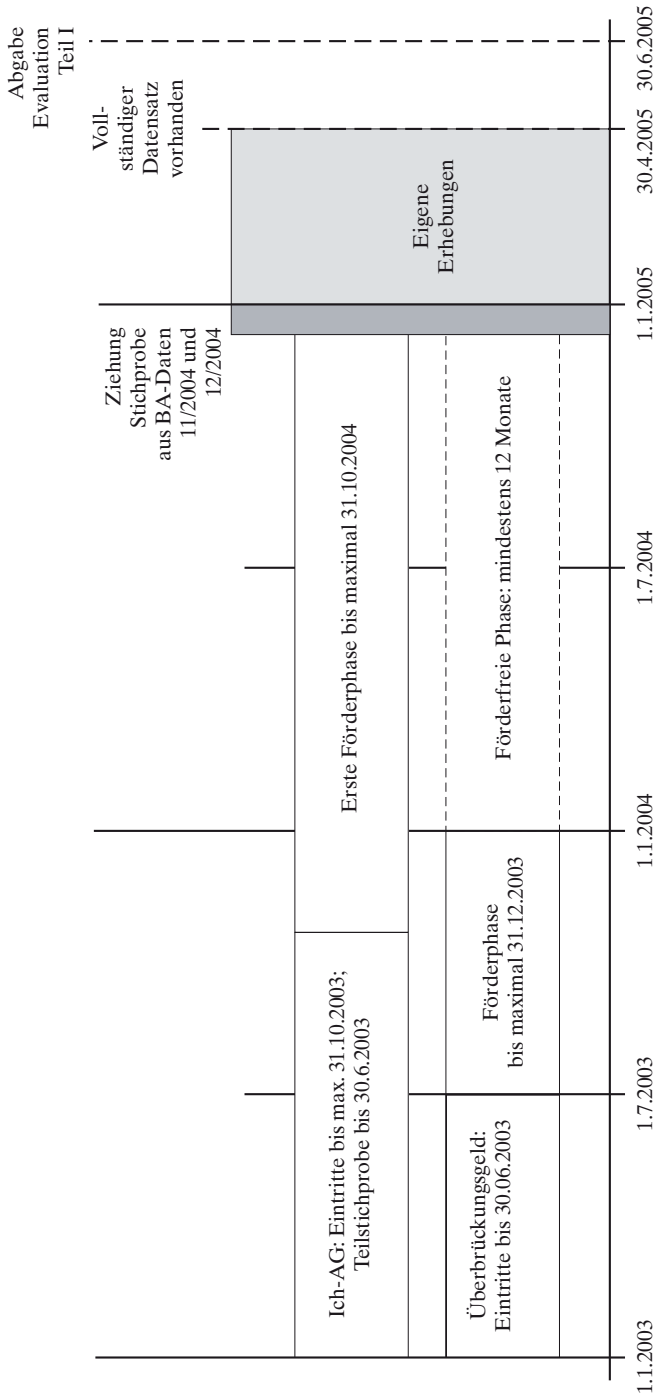 Abgabe
Evaluation
Teil I
Voll-
ständiger
Datensatz
vorhanden
Ziehung
Stichprobe
aus BA-Daten
11/2004 und
12/2004
Eigene
Erhebungen
Ich-AG: Eintritte bis max. 31.10.2003;
Teilstichprobe bis 30.6.2003
Erste Förderphase bis maximal 31.10.2004
Überbrückungsgeld:
Eintritte bis 30.06.2003
Förderphase
bis maximal 31.12.2003
Förderfreie Phase: mindestens 12 Monate
1.1.2003
1.7.2003
1.1.2004
1.7.2004
1.1.2005
30.4.2005
30.6.2005